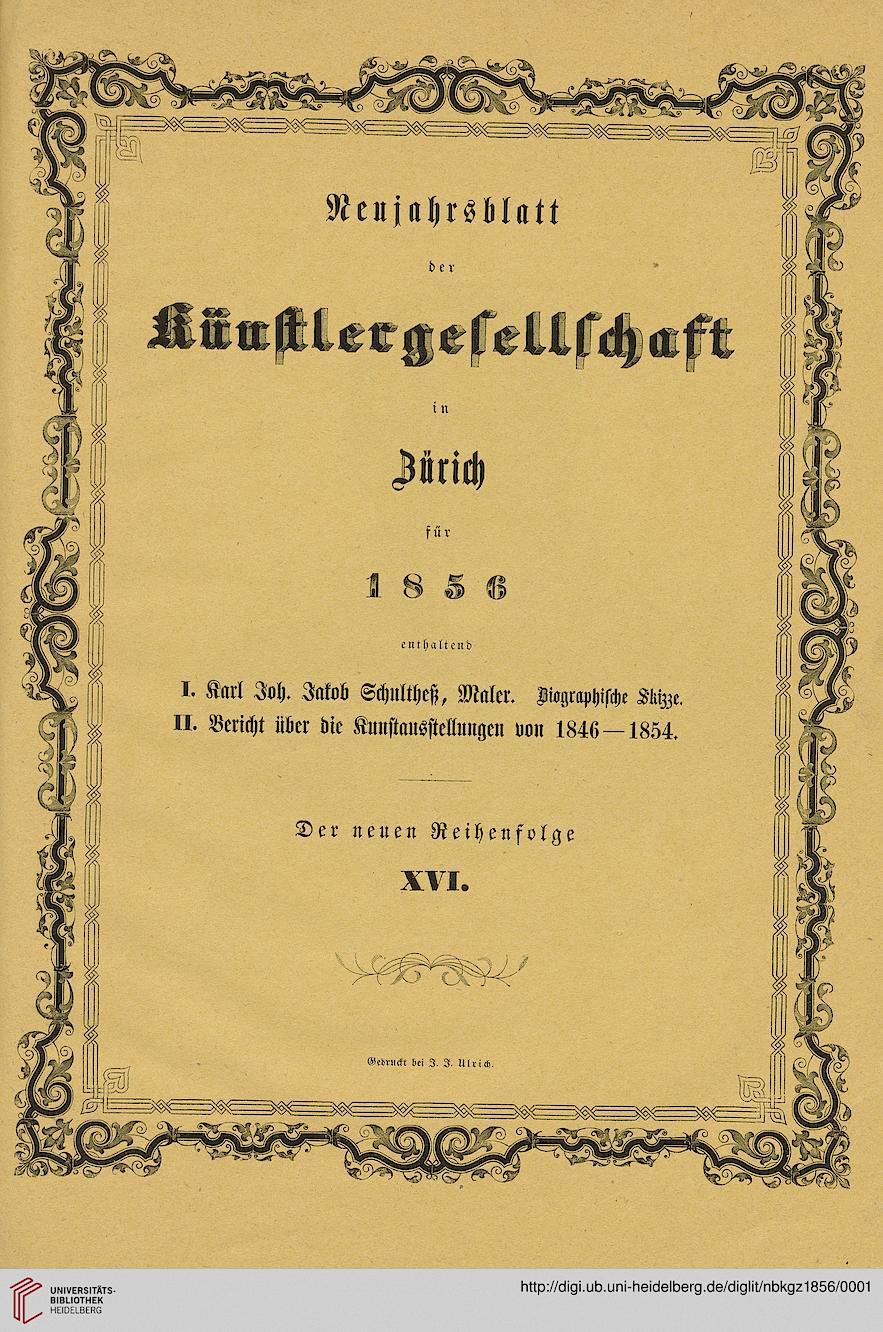 Neujahrsblatt
der
Künstlergesellschaft
in
Zürich
für
1856
enthaltend
I. Karl Joh. Jakob Schultheß, Maler. Biographische Skizze.
II. Bericht über die Kunstausstellungen von 1846—1854.
Der neuen Reihenfolge
XVI.
Gedruckt bei J. J. Ulrich.
UNIVERSITÄTS-
BIBLIOTHEK
HEIDELBERG
http://digi.ub.uni-heidelberg.de/diglit/nbkgz1856/0001